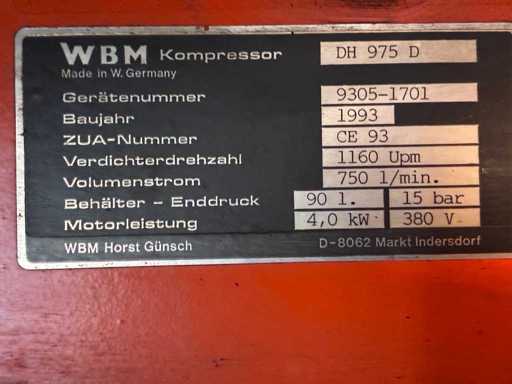 WBM Kompressor DH 975 D
Made in W. Germany
Gerätenummer 9305-1701
Baujahr 1993
ZUA-Nummer CE 93
Verdichterdrehzahl 1160 Upm
Volumenstrom 750 l/min.
Behälter - Enddruck 90 l. 15 bar
Motorleistung 4,0 kW 380 V
WBM Horst Günsch D-8062 Markt Indersdorf